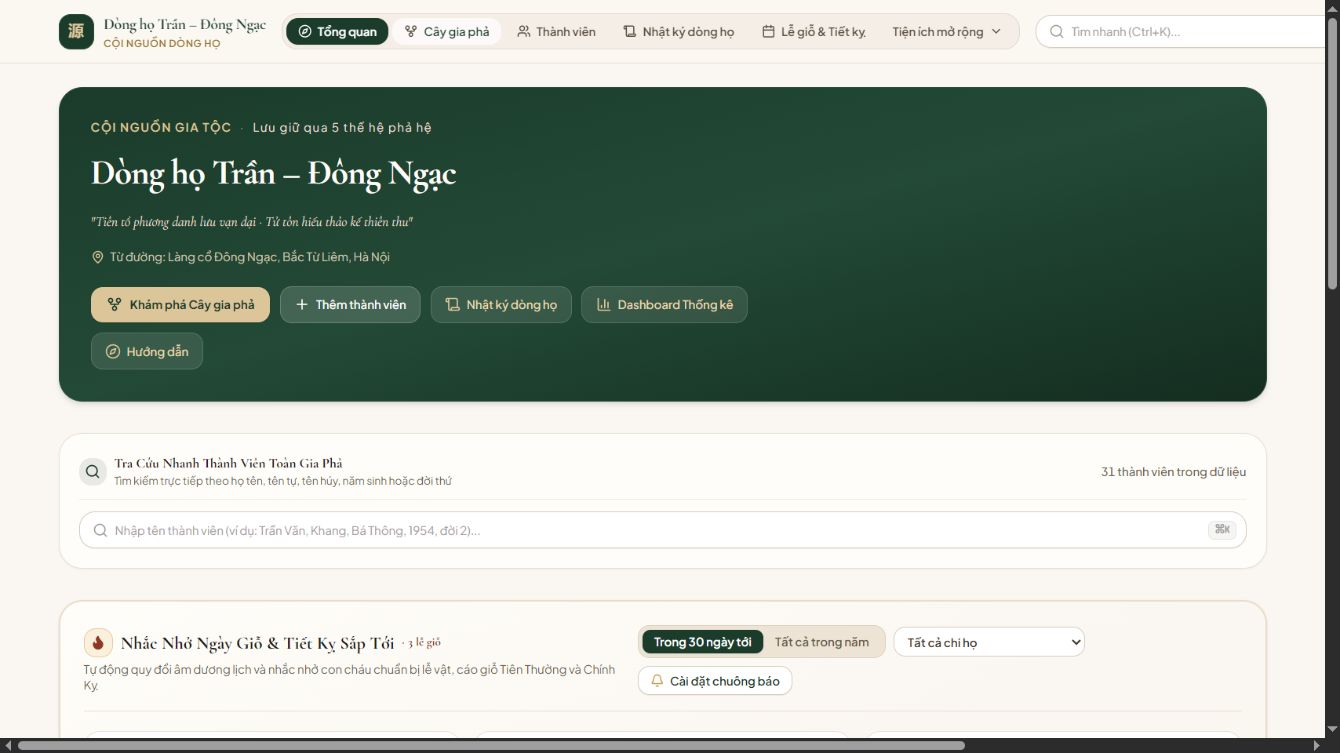 源
Dòng họ Trần – Đông Ngạc
CỘI NGUỒN DÒNG HỌ
Tổng quan
Cây gia phả
Thành viên
Nhật ký dòng họ
Lễ giỗ & Tiết kỵ
Tiện ích mở rộng
Tìm nhanh (Ctrl+K)...
CỘI NGUỒN GIA TỘC · Lưu giữ qua 5 thế hệ phả hệ
Dòng họ Trần – Đông Ngạc
"Tiên tổ phương danh lưu vạn đại · Tử tôn hiếu thảo kế thiên thu"
Từ đường: Làng cổ Đông Ngạc, Bắc Từ Liêm, Hà Nội
Khám phá Cây gia phả
Thêm thành viên
Nhật ký dòng họ
Dashboard Thống kê
Hướng dẫn
Tra Cứu Nhanh Thành Viên Toàn Gia Phả
Tìm kiếm trực tiếp theo họ tên, tên tự, tên húy, năm sinh hoặc đời thứ
31 thành viên trong dữ liệu
Nhập tên thành viên (ví dụ: Trần Văn, Khang, Bá Thông, 1954, đời 2)...
⌘K
Nhắc Nhở Ngày Giỗ & Tiết Kỵ Sắp Tới · 3 lễ giỗ
Tự động quy đổi âm dương lịch và nhắc nhở con cháu chuẩn bị lễ vật, cáo giỗ Tiên Thường và Chính
Kỵ.
Trong 30 ngày tới
Tất cả trong năm
Tất cả chi họ
Cài đặt chuông báo